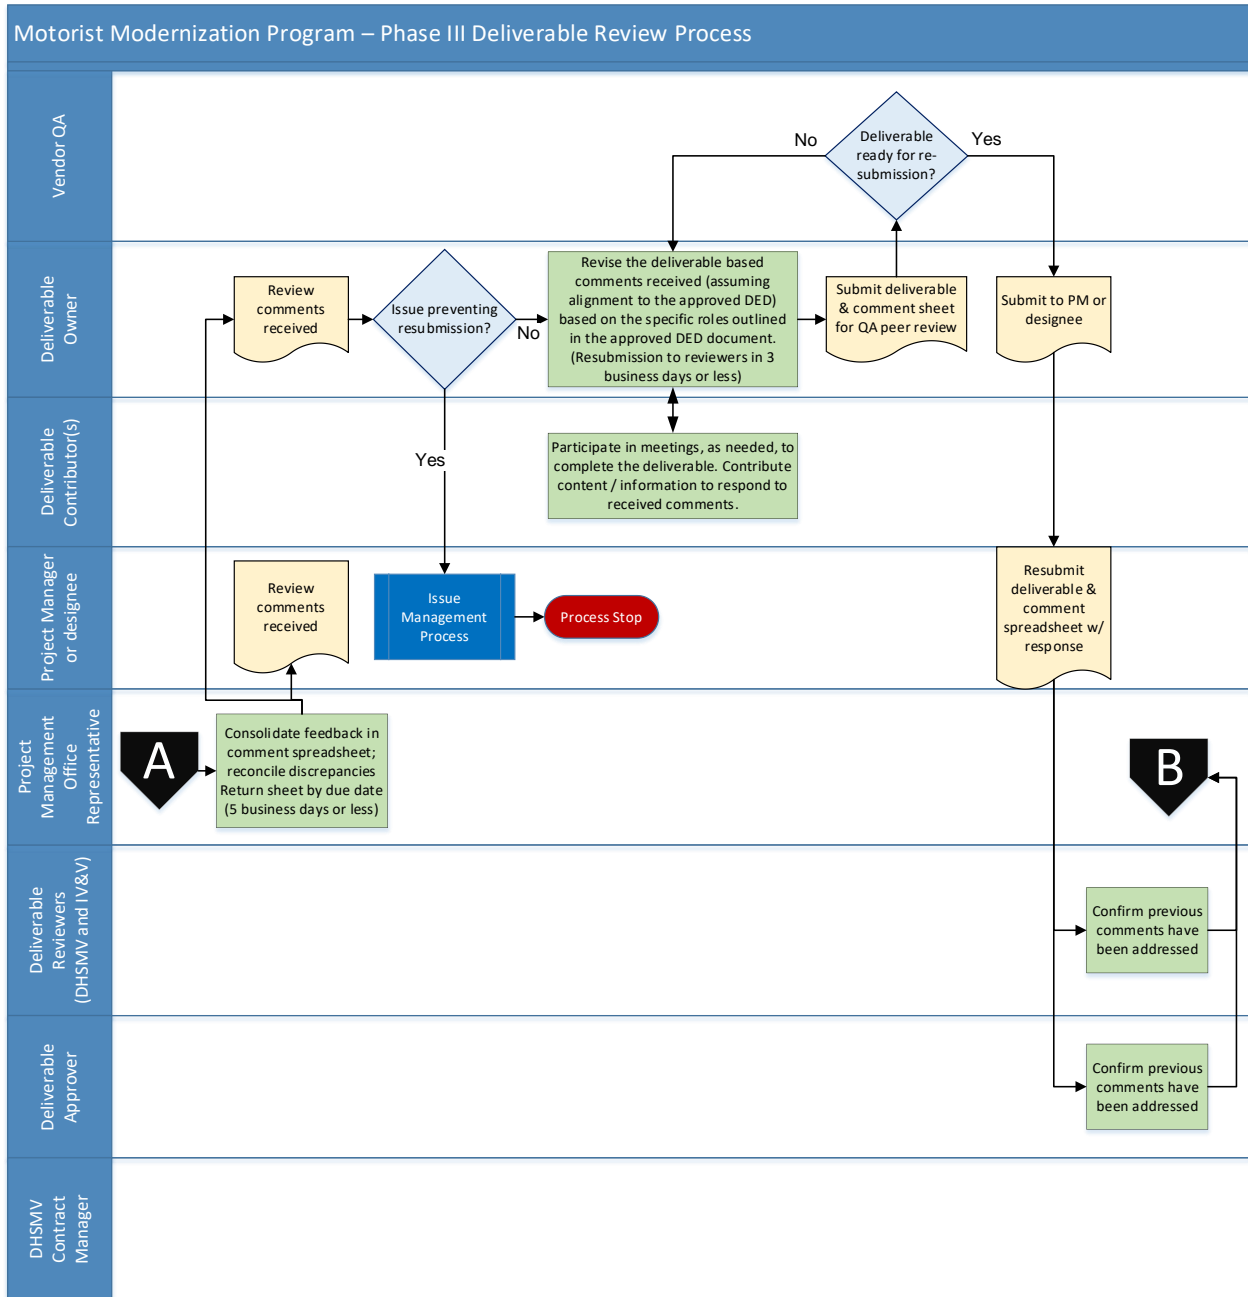 Motorist Modernization Program – Phase III Deliverable Review Process
Vendor QA
No
Deliverable
ready for re-
submission?
Yes
Deliverable
Owner
Review
comments
received
Issue preventing
resubmission?
No
Revise the deliverable based
comments received (assuming
alignment to the approved DED)
based on the specific roles outlined
in the approved DED document.
(Resubmission to reviewers in 3
business days or less)
Submit deliverable
& comment sheet
for QA peer review
Submit to PM or
designee
Deliverable
Contributor(s)
Yes
Participate in meetings, as needed, to
complete the deliverable. Contribute
content / information to respond to
received comments.
Project Manager
or designee
Review
comments
received
Issue
Management
Process
Process Stop
Resubmit
deliverable &
comment
spreadsheet w/
response
Project
Management
Office
Representative
A
Consolidate feedback in
comment spreadsheet;
reconcile discrepancies
Return sheet by due date
(5 business days or less)
B
Deliverable
Reviewers
(DHSMV and IV&V)
Confirm previous
comments have
been addressed
Deliverable
Approver
Confirm previous
comments have
been addressed
DHSMV
Contract
Manager